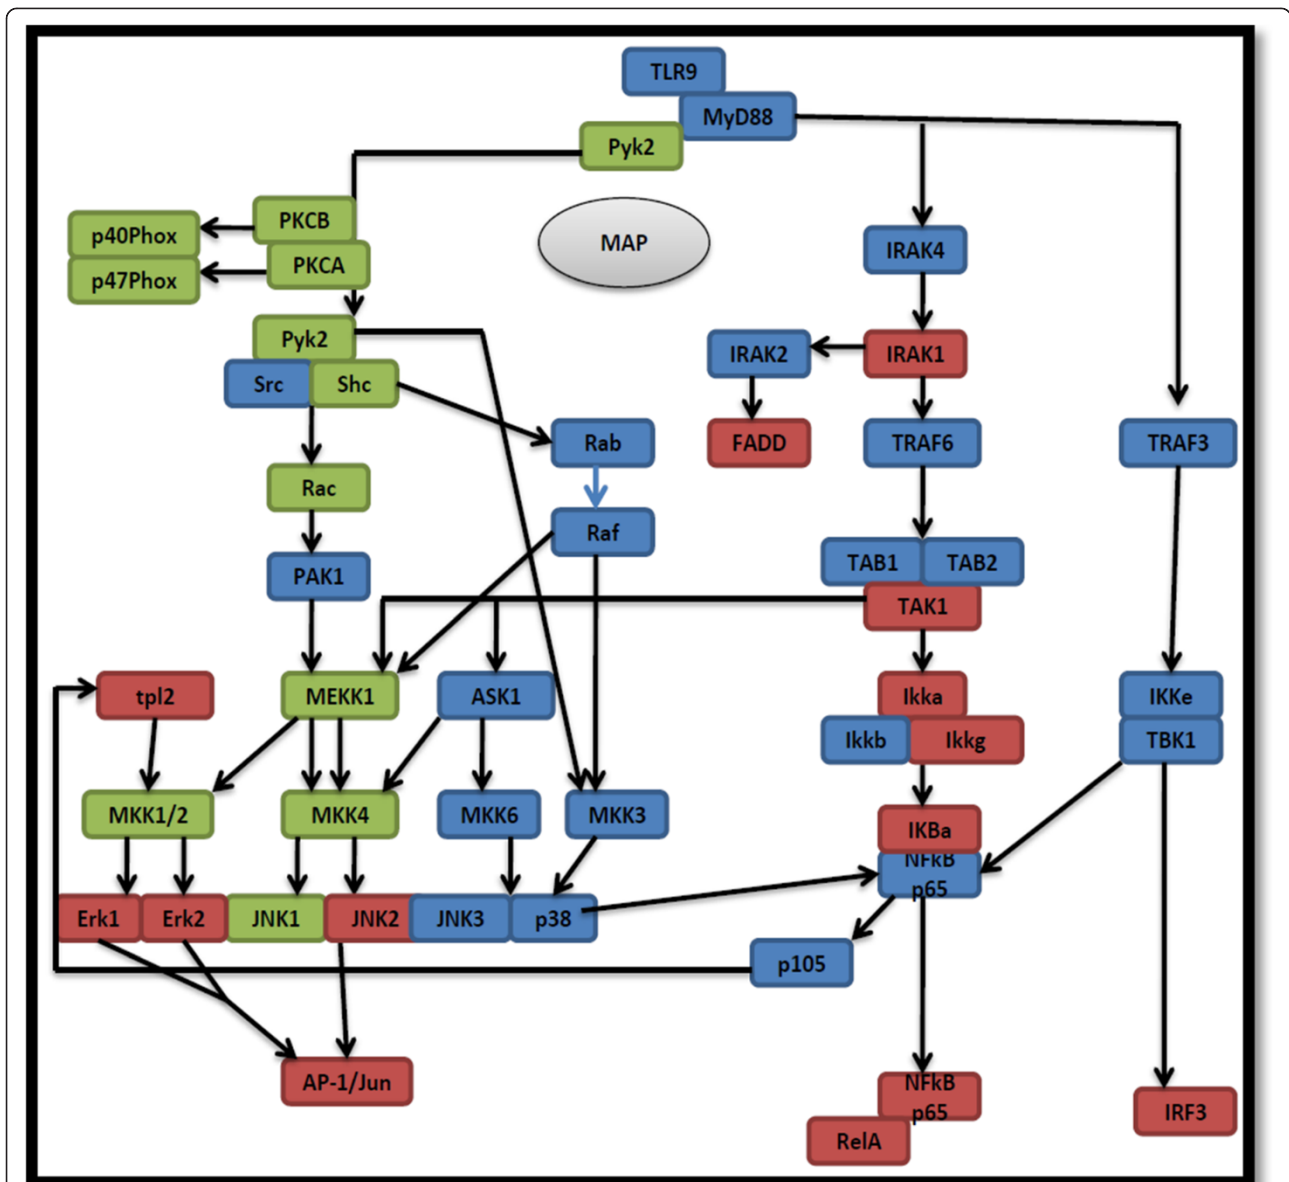 TLR9
MyD88
Pyk2
PKCB
p40Phox
MAP
IRAK4
PKCA
p47Phox
Pyk2
IRAK2
IRAK1
Src
Shc
Rab
FADD
TRAF6
TRAF3
Rac
Raf
PAK1
TAB1
TAB2
TAK1
tpl2
MEKK1
ASK1
Ikka
IKKe
Ikkb
Ikkg
TBK1
MKK1/2
MKK4
MKK6
MKK3
IKBa
NFkB
p65
Erk1
Erk2
JNK1
JNK2
JNK3
p38
p105
AP-1/Jun
NFkB
p65
IRF3
RelA